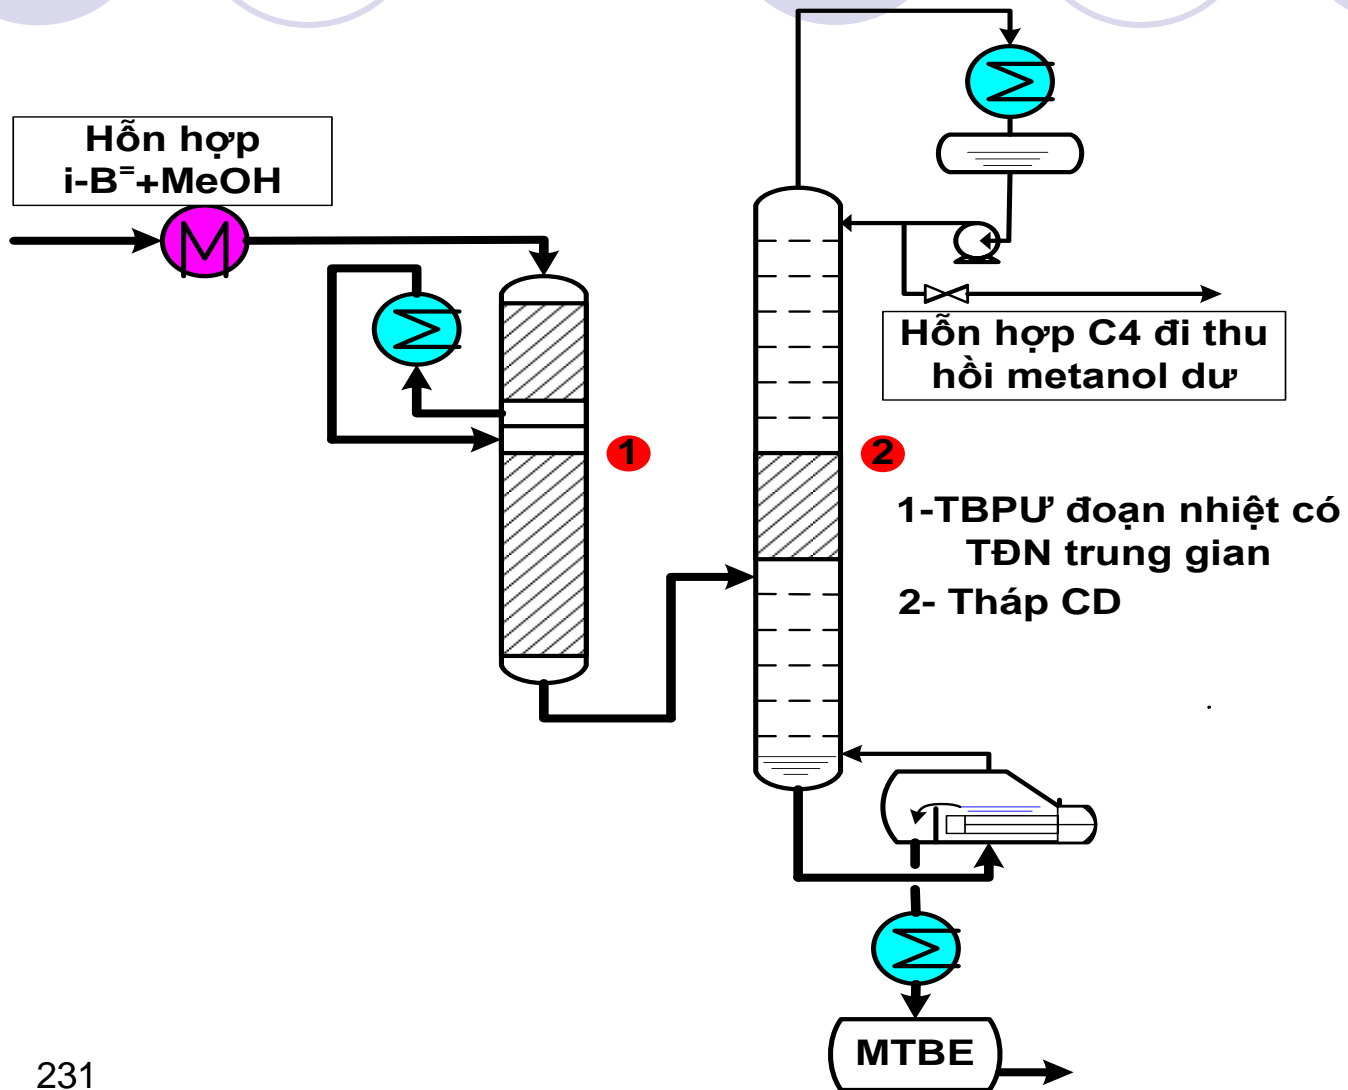 Hỗn hợp
i-B⁼+MeOH
Hỗn hợp C4 đi thu
hồi metanol dư
1
2
1-TBPƯ đoạn nhiệt có
TĐN trung gian
2- Tháp CD
MTBE
231